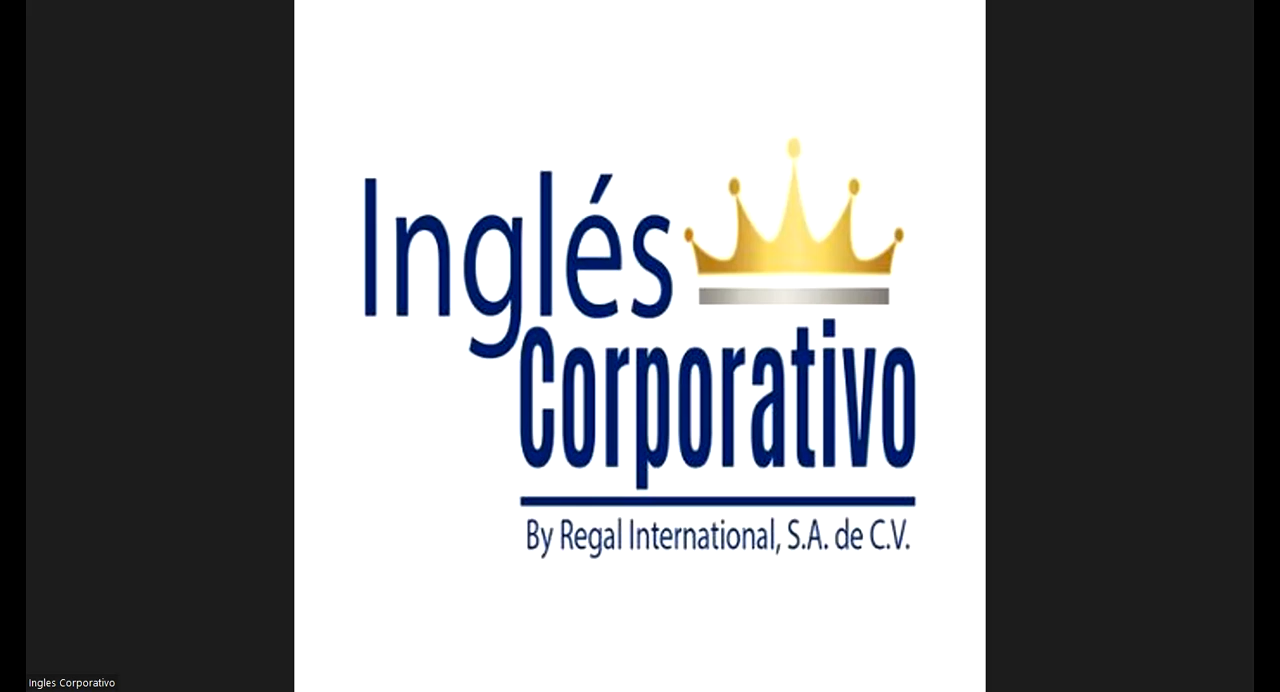 Inglés
Corporativo
By Regal International, S.A. de C.V.
Ingles Corporativo